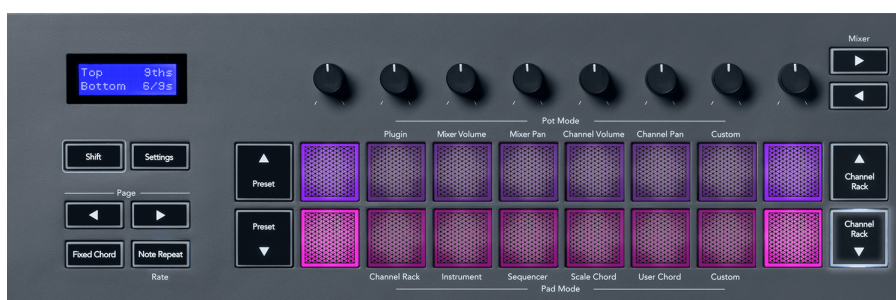 Mixer
Top 9ths
Bottom 6/9s
Pot Mode
Plugin Mixer Volume Mixer Pan Channel Volume Channel Pan Custom
Shift Settings
Preset
Channel
Rack
Page
Preset
Channel
Rack
Fixed Chord Note Repeat
Rate
Channel Rack Instrument Sequencer Scale Chord User Chord Custom
Pad Mode